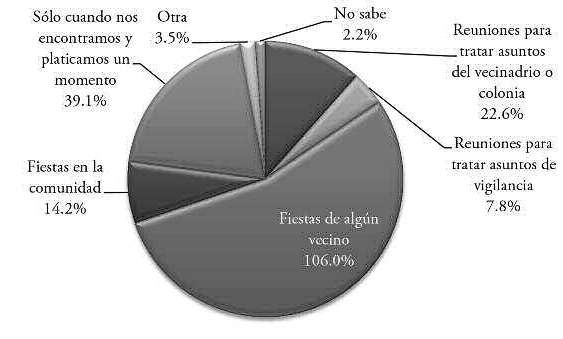 Sólo cuando nos
encontramos y
platicamos un
momento
39.1%
Otra
3.5%
No sabe
2.2%
Reuniones para
tratar asuntos
del vecinadrio o
colonia
22.6%
Reuniones para
tratar asuntos de
vigilancia
7.8%
Fiestas de algún
vecino
106.0%
Fiestas en la
comunidad
14.2%